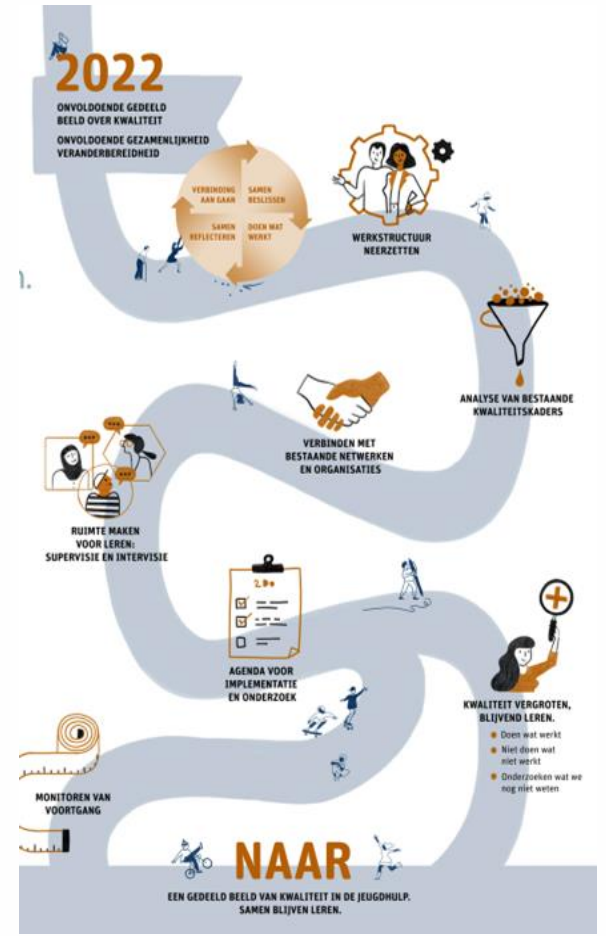 2022
ONVOLDOENDE GEDEELD
BEELD OVER KWALITEIT
ONVOLDOENDE GEZAMENLIJKHEID
VERANDERBEREIDHEID
VERBINDING
AAN GAAN
SAMEN
BESLISSEN
SAMEN
REFLECTEREN
DOEN WAT
WERKT
WERKSTRUCTUUR
NEERZETTEN
n.
ANALYSE VAN BESTAANDE
KWALITEITSKADERS
VERBINDEN MET
BESTAANDE NETWERKEN
EN ORGANISATIES
RUIMTE MAKEN
VOOR LEREN:
SUPERVISIE EN INTERVISIE
2 Do
AGENDA VOOR
IMPLEMENTATIE
EN ONDERZOEK
KWALITEIT VERGROTEN,
BLIJVEND LEREN.
Doen wat werkt
Niet doen wat
niet werkt
Onderzoeken wat we
nog niet weten
MONITOREN VAN
VOORTGANG
NAAR
EEN GEDEELD BEELD VAN KWALITEIT IN DE JEUGDHULP.
SAMEN BLIJVEN LEREN.